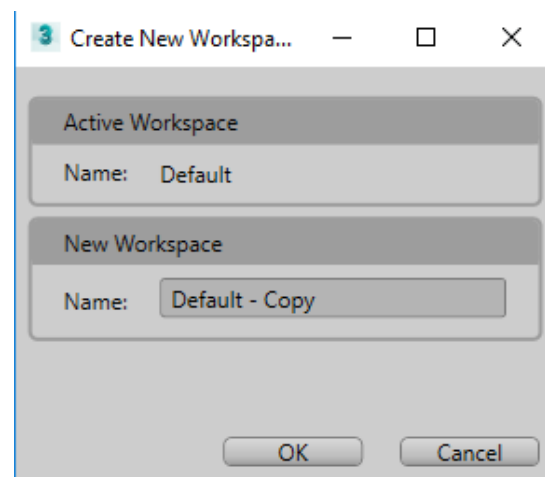 3 Create New Workspa...
Active Workspace
Name: Default
New Workspace
Name: Default - Copy
OK Cancel